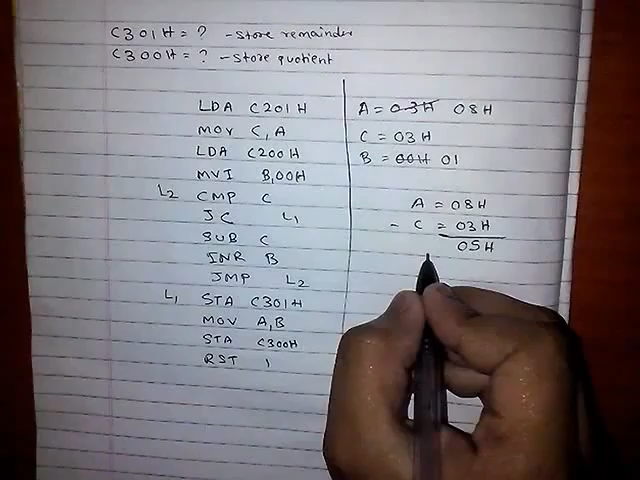 C301H = ? - Store remainder
C300H = ? - Store quotient
LDA C201H
MOV C, A
LDA C200H
MVI B,00H
L2 CMP C
JC L1
SUB C
INR B
JMP L2
L1 STA C301H
MOV A,B
STA C300H
RST 1
A = 03H 08H
C = 03H
B = 00H 01
A = 08H
- C = 03H
05H